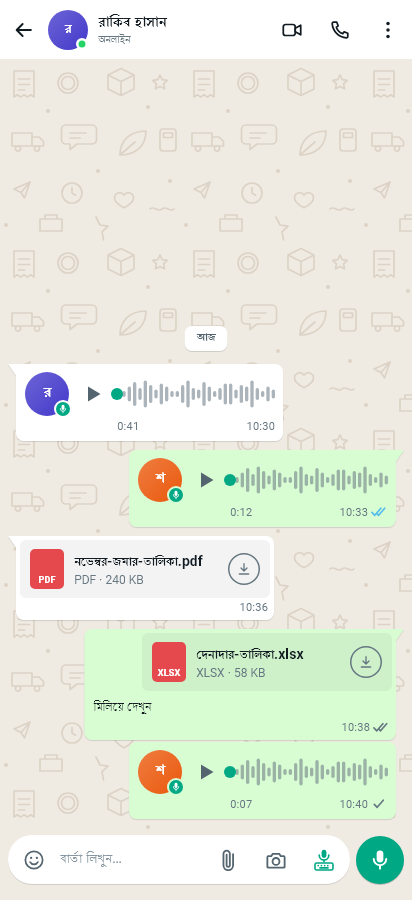 র
রাকিব হাসান
অনলাইন
আজ
র
0:41
10:30
শ
0:12
10:33
PDF
নভেম্বর-জমার-তালিকা.pdf
PDF · 240 KB
10:36
XLSX
দেনাদার-তালিকা.xlsx
XLSX · 58 KB
মিলিয়ে দেখুন
10:38
শ
0:07
10:40
বার্তা লিখুন...